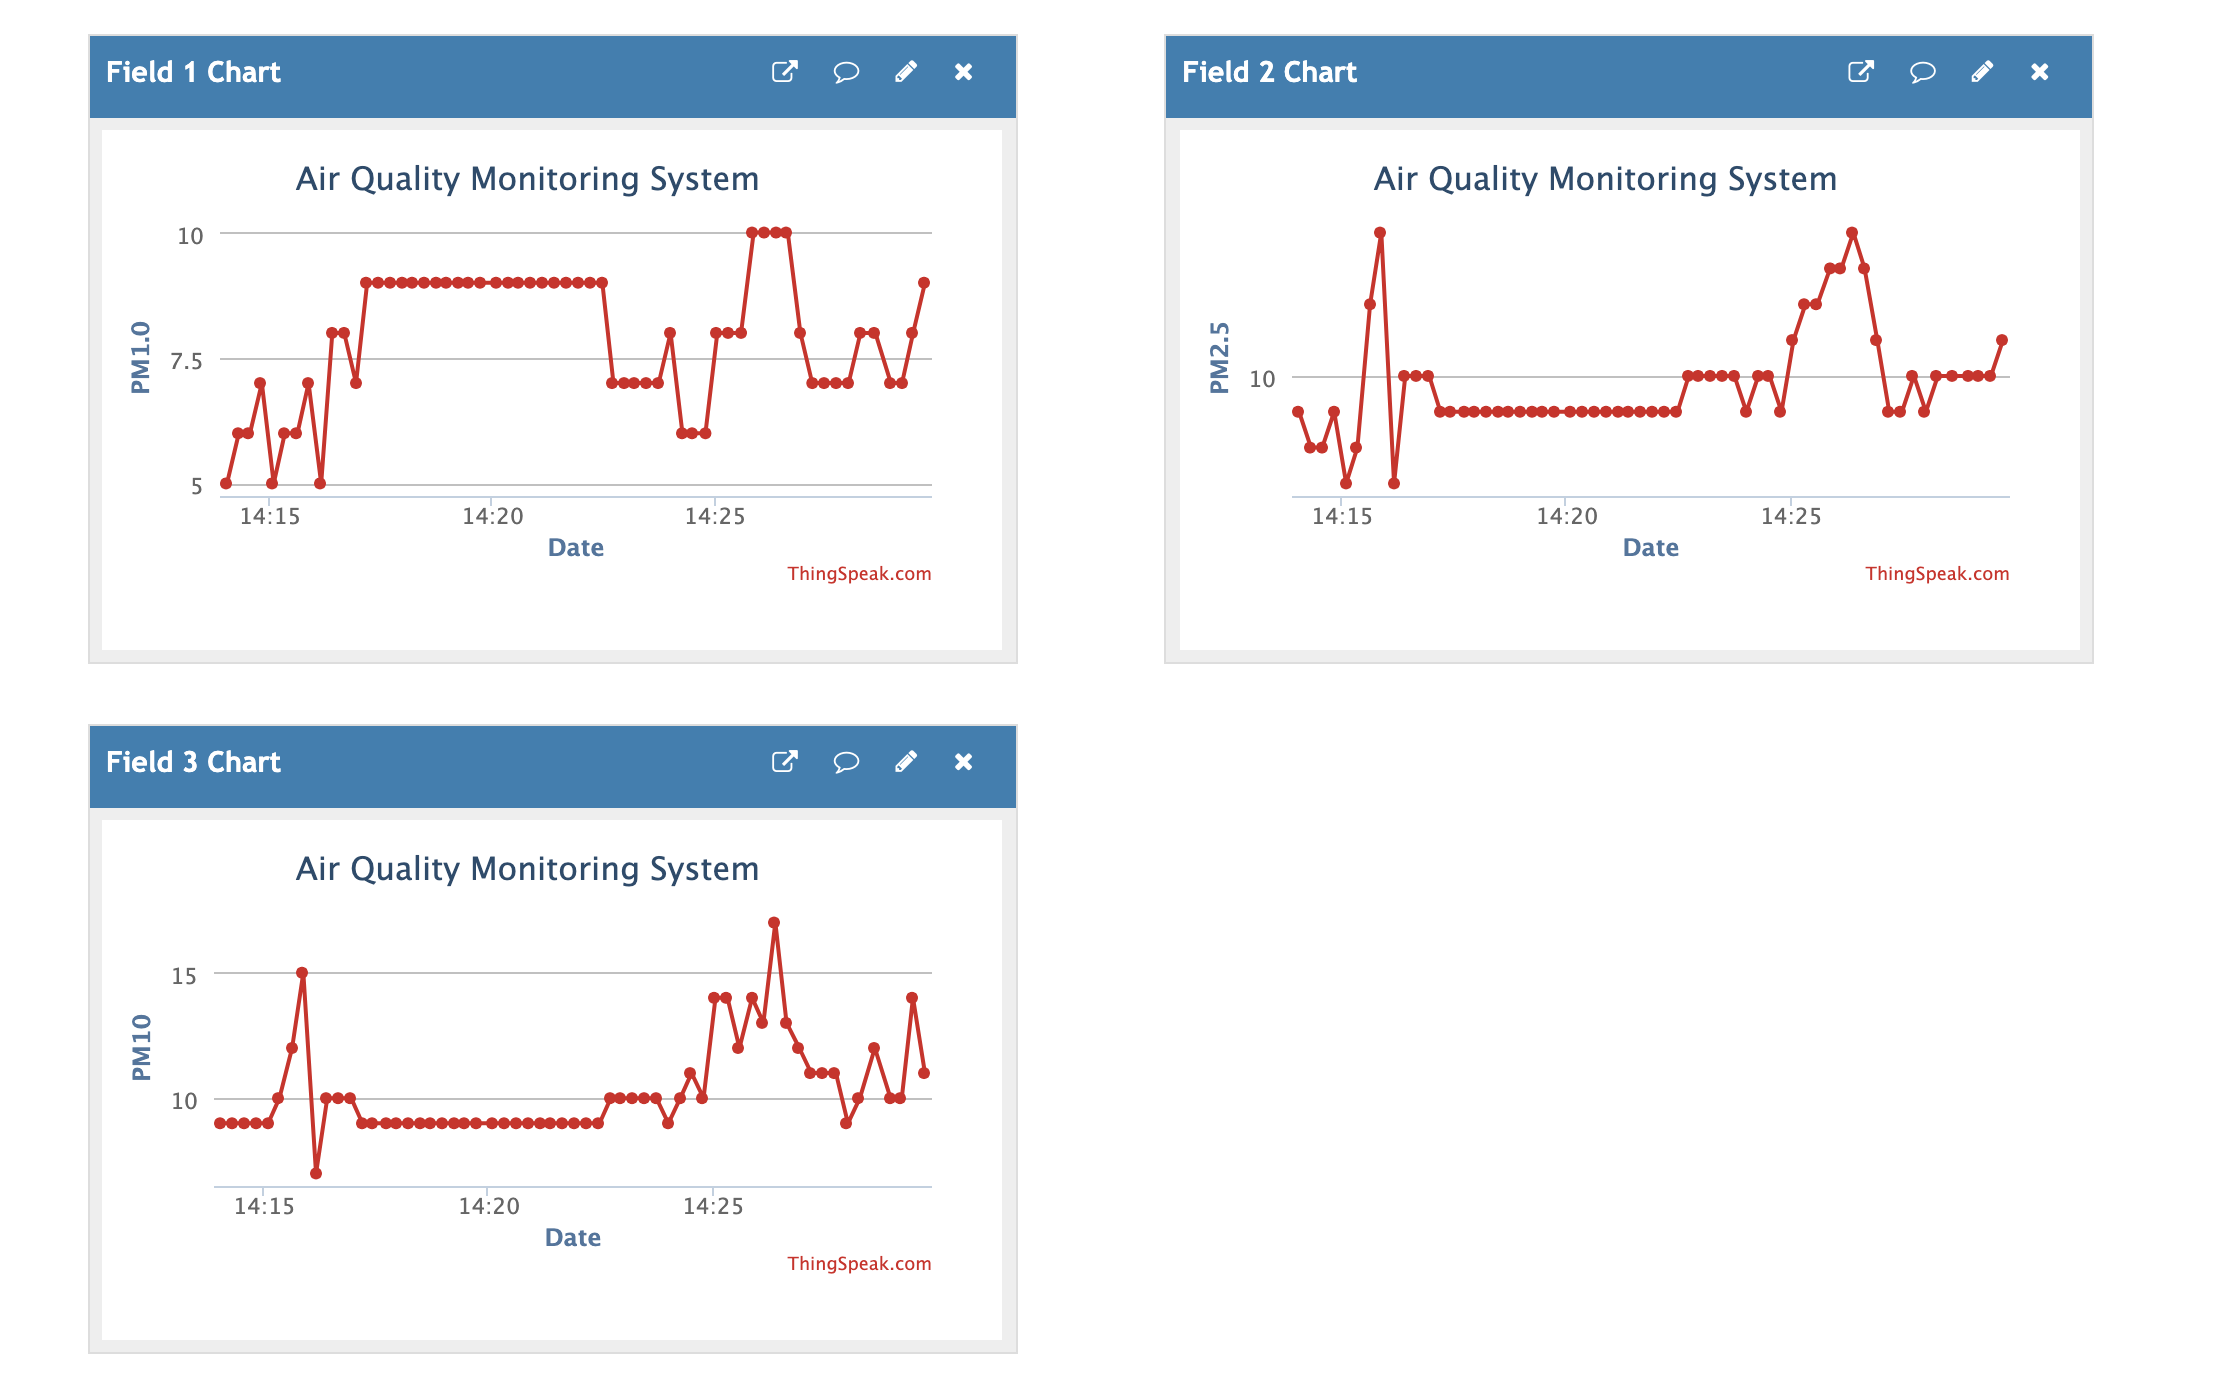 Field 1 Chart
Air Quality Monitoring System
PM1.0
10
7.5
5
14:15 14:20 14:25
Date
ThingSpeak.com
Field 2 Chart
Air Quality Monitoring System
PM2.5
10
14:15 14:20 14:25
Date
ThingSpeak.com
Field 3 Chart
Air Quality Monitoring System
PM10
15
10
14:15 14:20 14:25
Date
ThingSpeak.com